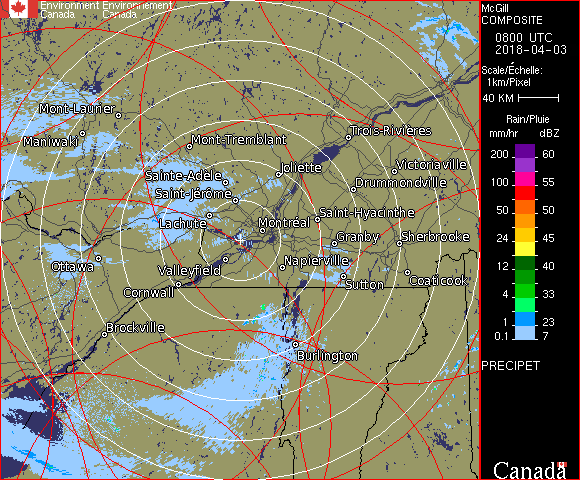 Environment Environnement
Canada Canada
McGill
COMPOSITE
0800 UTC
2018-04-03
Scale/Échelle:
1km/Pixel
40 KM
Rain/Pluie
mm/hr dBZ
200 60
100 55
50 50
24 45
12 40
4 33
1 23
0.1 7
PRECIPET
Canada
Mont-Laurier
Maniwaki
Mont-Tremblant
Trois-Rivières
Sainte-Adèle
Joliette
Victoriaville
Saint-Jérôme
Drummondville
Lachute
Saint-Hyacinthe
Montréal
Granby
Sherbrooke
Ottawa
Valleyfield
Napierville
Cornwall
Sutton
Coaticook
Brockville
Burlington